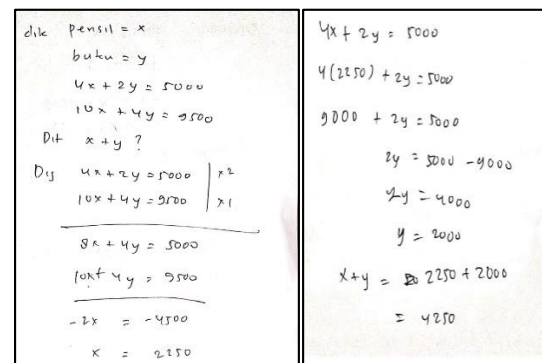 dik pensil = x
buku = y
4x + 2y = 5000
10x + 4y = 9500
Dit x + y ?
Dij 4x + 2y = 5000 | x 2
10x + 4y = 9500 | x 1
8x + 4y = 5000
10x + 4y = 9500
-2x = -4500
x = 2250
4x + 2y = 5000
4(2250) + 2y = 5000
9000 + 2y = 5000
2y = 5000 - 9000
2y = 4000
y = 2000
x + y = 2250 + 2000
= 4250